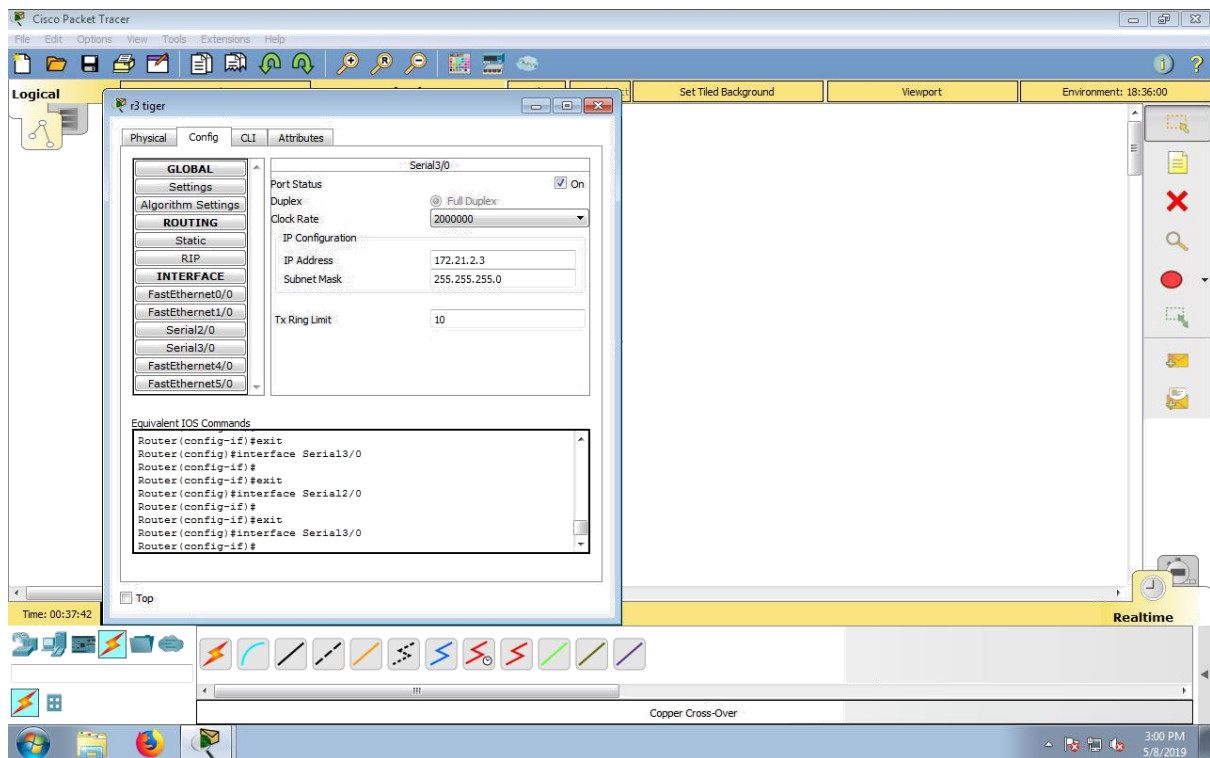 Cisco Packet Tracer
File Edit Options View Tools Extensions Help
Logical
Set Tiled Background
Viewport
Environment: 18:36:00
r3 tiger
Physical Config CLI Attributes
GLOBAL
Settings
Algorithm Settings
ROUTING
Static
RIP
INTERFACE
FastEthernet0/0
FastEthernet1/0
Serial2/0
Serial3/0
FastEthernet4/0
FastEthernet5/0
Serial3/0
Port Status On
Duplex Full Duplex
Clock Rate 2000000
IP Configuration
IP Address 172.21.2.3
Subnet Mask 255.255.255.0
Tx Ring Limit 10
Equivalent IOS Commands
Router(config-if)#exit
Router(config)#interface Serial3/0
Router(config-if)#
Router(config-if)#exit
Router(config)#interface Serial2/0
Router(config-if)#
Router(config-if)#exit
Router(config)#interface Serial3/0
Router(config-if)#
Top
Time: 00:37:42
Realtime
Copper Cross-Over
3:00 PM
5/8/2019